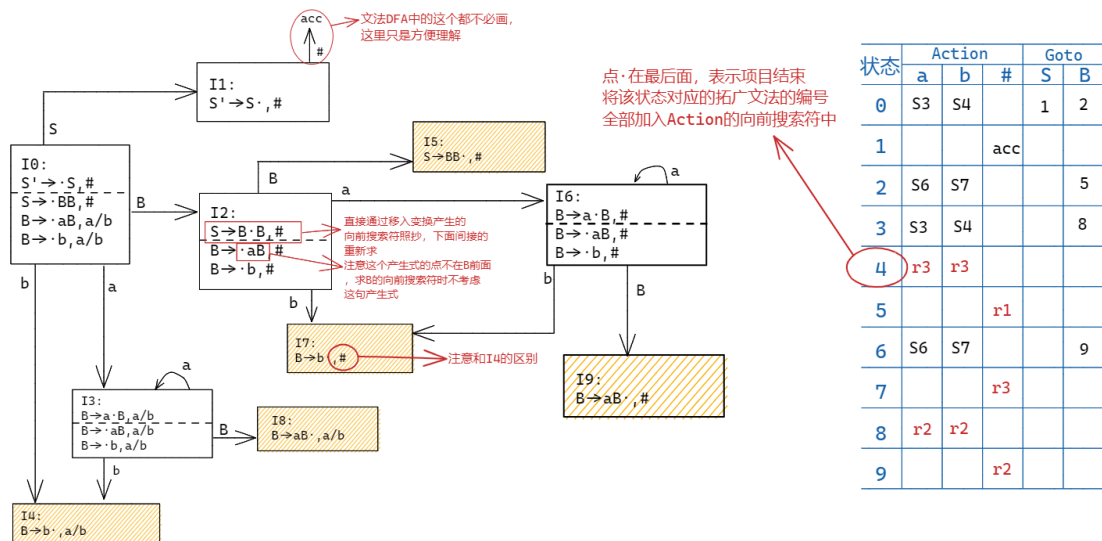 acc
文法DFA中的这个都不必画，
这里只是方便理解
#
I1:
S'→S·,#
S
I0:
S'→·S,#
S→·BB,#
B→·aB,a/b
B→·b,a/b
B
I5:
S→BB·,#
B
a
I2:
S→B·B,#
B→·aB,#
B→·b,#
直接通过移入变换产生的
向前搜索符照抄，下面间接的
重新求
注意这个产生式的点不在B前面
，求B的向前搜索符时不考虑
这句产生式
a
I6:
B→a·B,#
B→·aB,#
B→·b,#
b
a
b
b
B
I7:
B→b·,#
注意和I4的区别
I9:
B→aB·,#
a
I3:
B→a·B,a/b
B→·aB,a/b
B→·b,a/b
B
I8:
B→aB·,a/b
b
I4:
B→b·,a/b
点·在最后面，表示项目结束
将该状态对应的拓广文法的编号
全部加入Action的向前搜索符中
状态 Action Goto
a b # S B
0 S3 S4 1 2
1 acc
2 S6 S7 5
3 S3 S4 8
4 r3 r3
5 r1
6 S6 S7 9
7 r3
8 r2 r2
9 r2